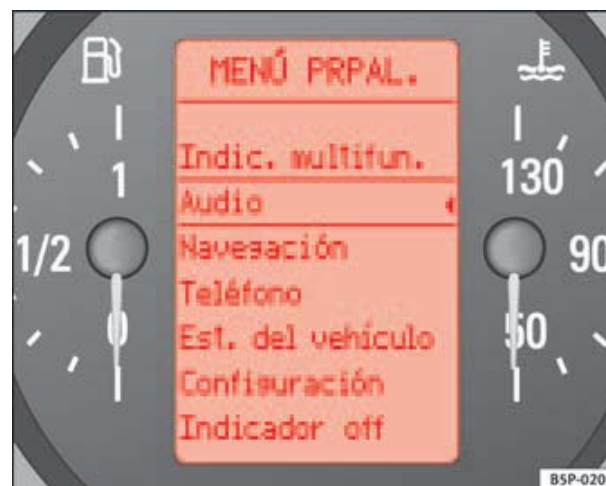 MENÚ PRPAL.
Indic. multifun.
Audio
Navegación
Teléfono
Est. del vehículo
Configuración
Indicador off
1
1/2
0
130
90
50
B5P-020